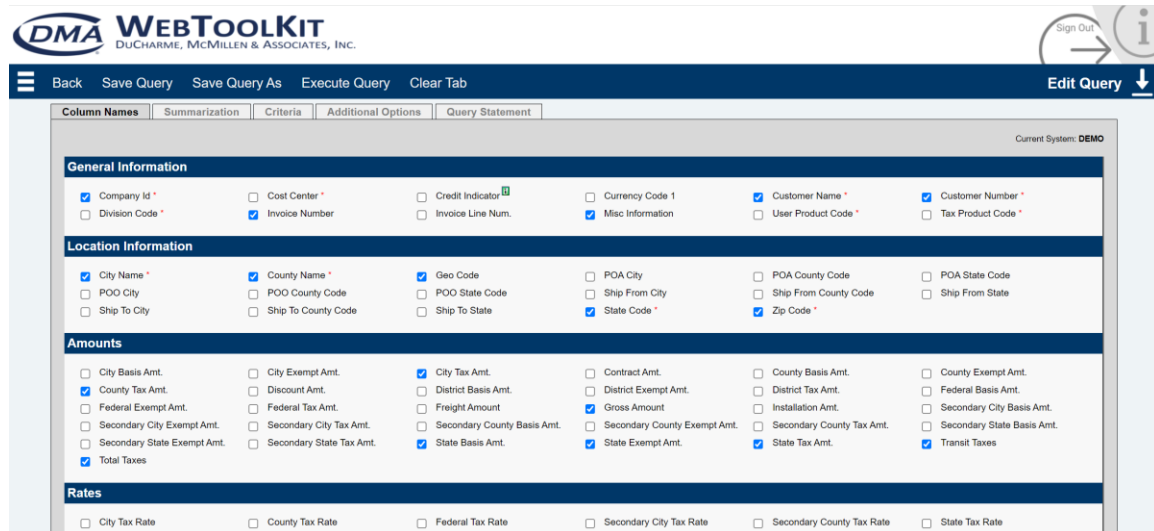 DMA WEBTOOLKIT
DUCHARME, MCMILLEN & ASSOCIATES, INC.
Sign Out
i
Back Save Query Save Query As Execute Query Clear Tab Edit Query
Column Names Summarization Criteria Additional Options Query Statement
Current System: DEMO
General Information
Company Id * Cost Center * Credit Indicator Currency Code 1 Customer Name * Customer Number *
Division Code * Invoice Number Invoice Line Num. Misc Information User Product Code * Tax Product Code *
Location Information
City Name * County Name * Geo Code POA City POA County Code POA State Code
POO City POO County Code POO State Code Ship From City Ship From County Code Ship From State
Ship To City Ship To County Code Ship To State State Code * Zip Code *
Amounts
City Basis Amt. City Exempt Amt. City Tax Amt. Contract Amt. County Basis Amt. County Exempt Amt.
County Tax Amt. Discount Amt. District Basis Amt. District Exempt Amt. District Tax Amt. Federal Basis Amt.
Federal Exempt Amt. Federal Tax Amt. Freight Amount Gross Amount Installation Amt. Secondary City Basis Amt.
Secondary City Exempt Amt. Secondary City Tax Amt. Secondary County Basis Amt. Secondary County Exempt Amt. Secondary County Tax Amt. Secondary State Basis Amt.
Secondary State Exempt Amt. Secondary State Tax Amt. State Basis Amt. State Exempt Amt. State Tax Amt. Transit Taxes
Total Taxes
Rates
City Tax Rate County Tax Rate Federal Tax Rate Secondary City Tax Rate Secondary County Tax Rate State Tax Rate